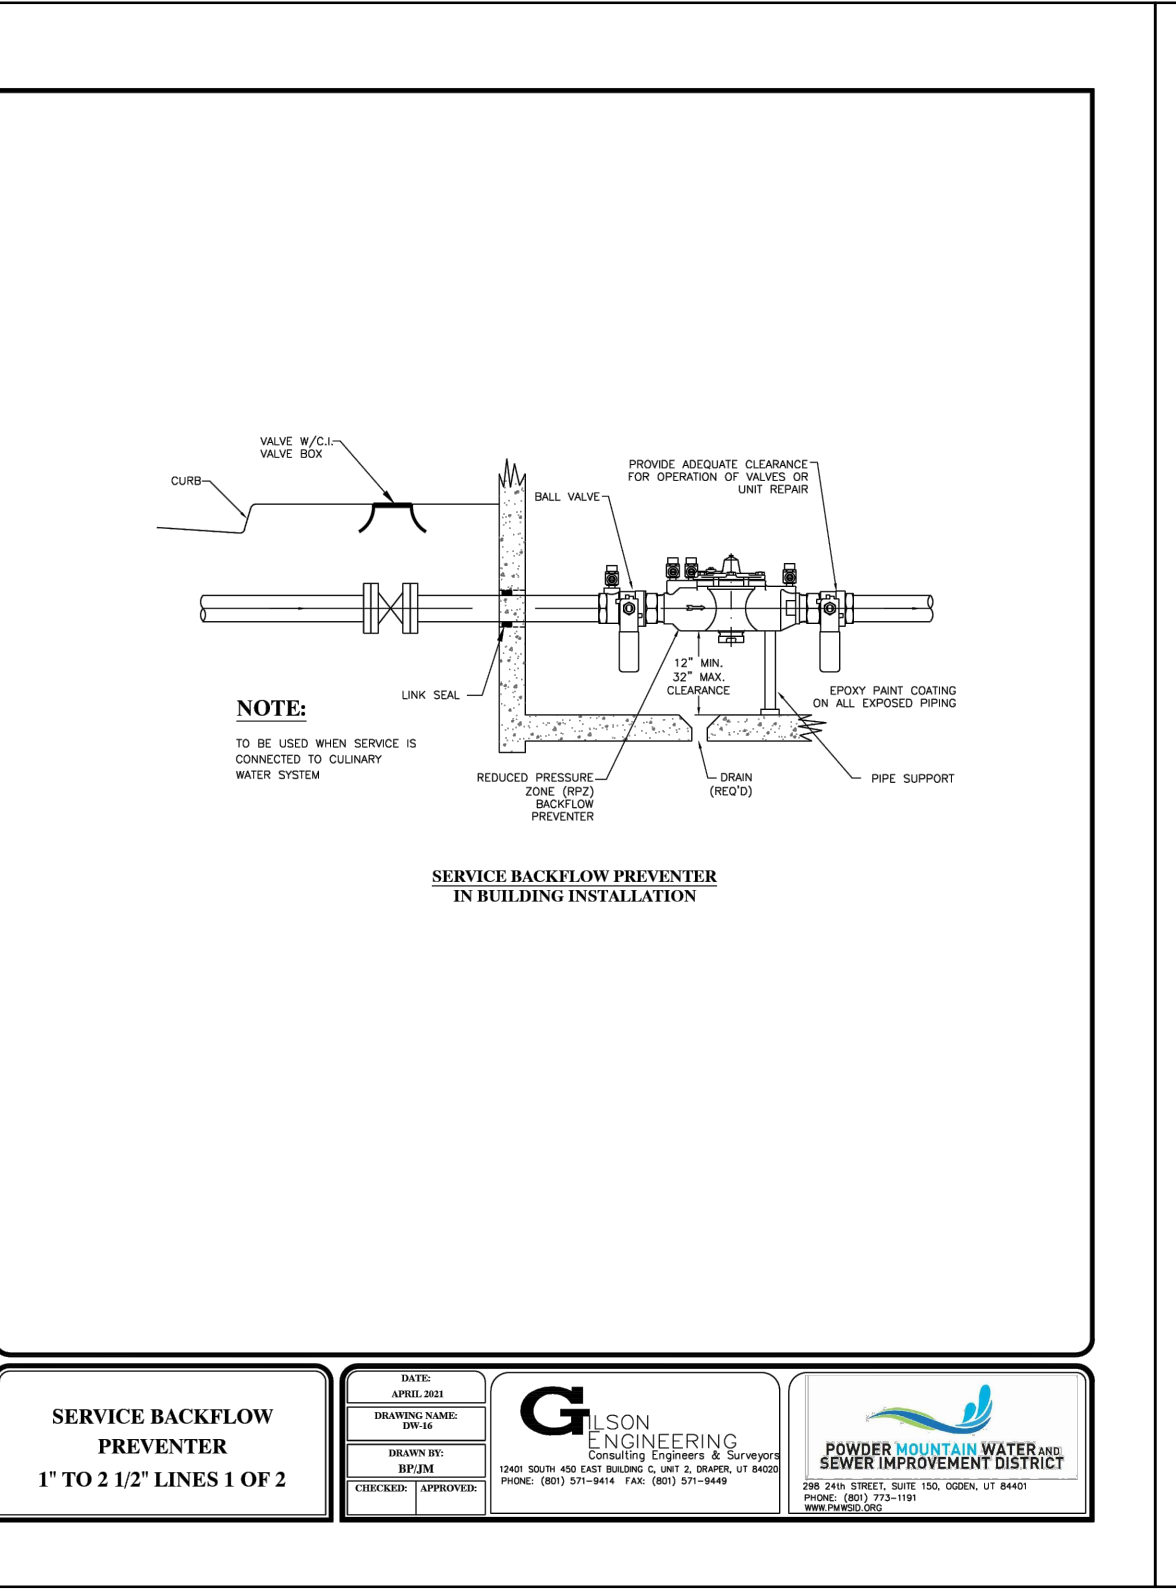 VALVE W/C.I.
VALVE BOX
CURB
PROVIDE ADEQUATE CLEARANCE
FOR OPERATION OF VALVES OR
UNIT REPAIR
BALL VALVE
12" MIN.
32" MAX.
CLEARANCE
LINK SEAL
EPOXY PAINT COATING
ON ALL EXPOSED PIPING
NOTE:
TO BE USED WHEN SERVICE IS
CONNECTED TO CULINARY
WATER SYSTEM
REDUCED PRESSURE
ZONE (RPZ)
BACKFLOW
PREVENTER
DRAIN
(REQ'D)
PIPE SUPPORT
SERVICE BACKFLOW PREVENTER
IN BUILDING INSTALLATION
SERVICE BACKFLOW
PREVENTER
1" TO 2 1/2" LINES 1 OF 2
DATE:
APRIL 2021
DRAWING NAME:
DW-16
DRAWN BY:
BP/JM
CHECKED: APPROVED:
GILSON
ENGINEERING
Consulting Engineers & Surveyors
12401 SOUTH 450 EAST BUILDING C, UNIT 2, DRAPER, UT 84020
PHONE: (801) 571-9414 FAX: (801) 571-9449
POWDER MOUNTAIN WATER AND
SEWER IMPROVEMENT DISTRICT
298 24th STREET, SUITE 150, OGDEN, UT 84401
PHONE: (801) 773-1191
WWW.PMWSID.ORG